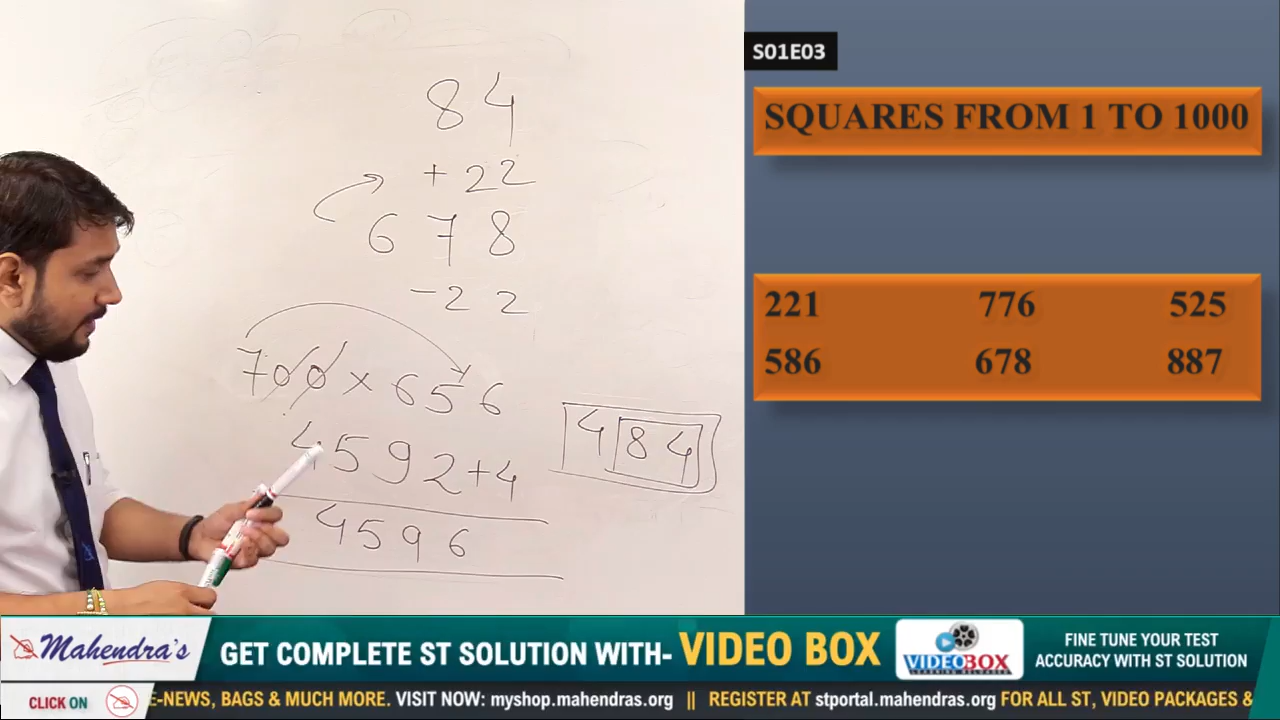 84
+22
678
-22
700 × 656
4592+4
4596
484
S01E03
SQUARES FROM 1 TO 1000
221 776 525
586 678 887
Mahendra's
GET COMPLETE ST SOLUTION WITH- VIDEO BOX
VIDEOBOX
FINE TUNE YOUR TEST
ACCURACY WITH ST SOLUTION
CLICK ON
E-NEWS, BAGS & MUCH MORE. VISIT NOW: myshop.mahendras.org || REGISTER AT stportal.mahendras.org FOR ALL ST, VIDEO PACKAGES &